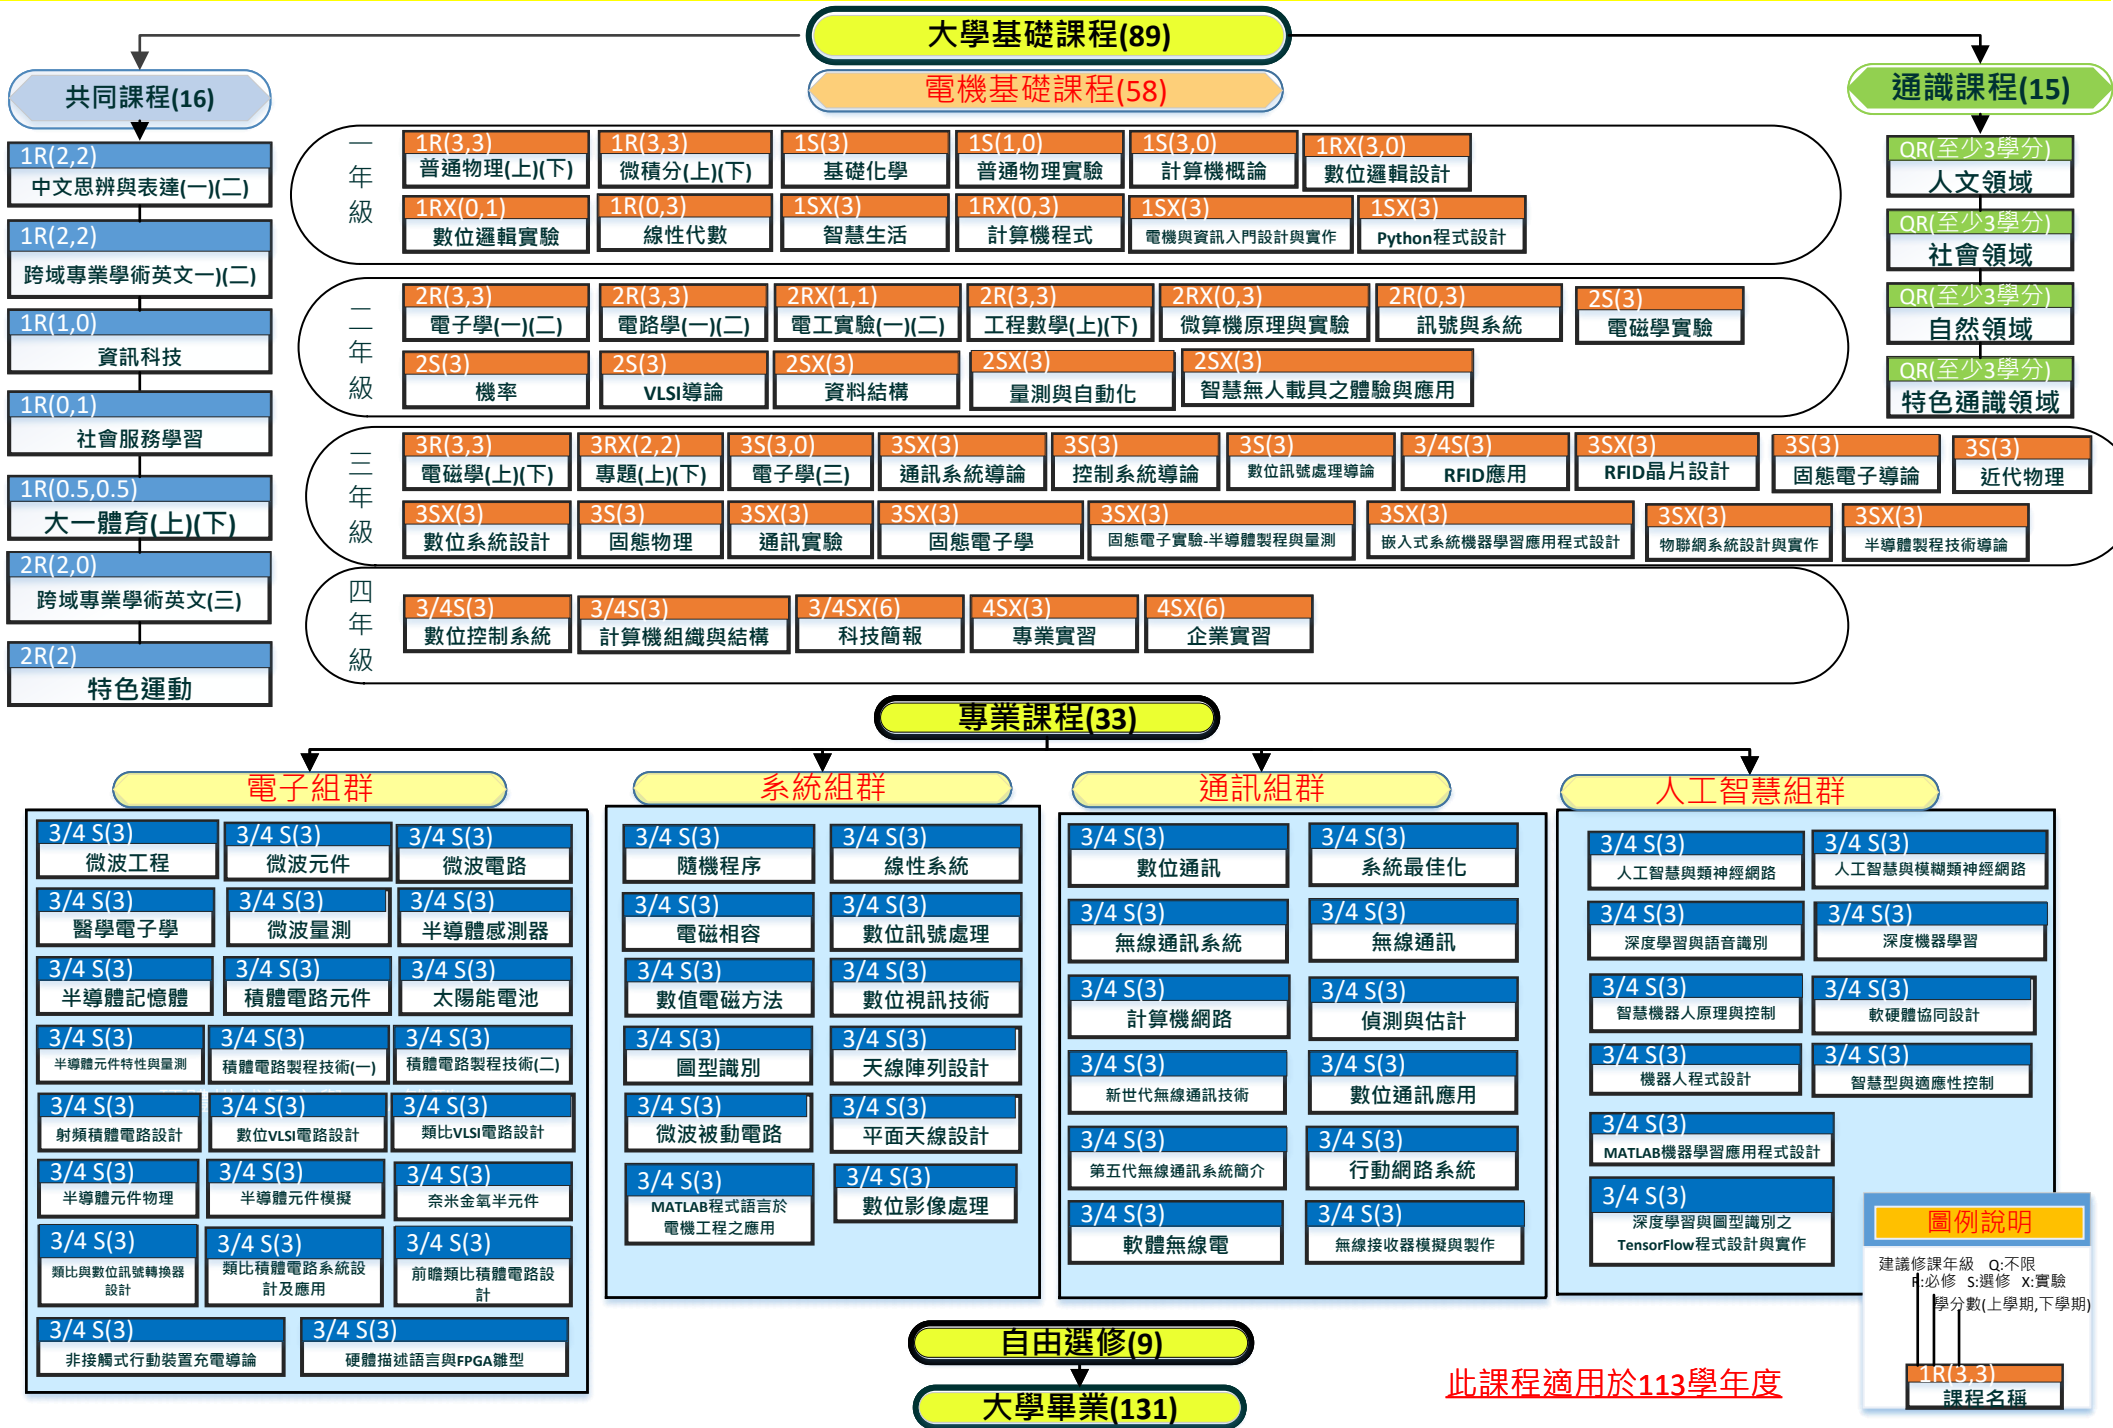 大學基礎課程(89)
共同課程(16)
電機基礎課程(58)
通識課程(15)
1R(2,2)
中文思辨與表達(一)(二)
1R(2,2)
跨域專業學術英文一)(二)
1R(1,0)
資訊科技
1R(0,1)
社會服務學習
1R(0.5,0.5)
大一體育(上)(下)
2R(2,0)
跨域專業學術英文(三)
2R(2)
特色運動
一年級
1R(3,3)
普通物理(上)(下)
1R(3,3)
微積分(上)(下)
1S(3)
基礎化學
1S(1,0)
普通物理實驗
1S(3,0)
計算機概論
1RX(3,0)
數位邏輯設計
1RX(0,1)
數位邏輯實驗
1R(0,3)
線性代數
1SX(3)
智慧生活
1RX(0,3)
計算機程式
1SX(3)
電機與資訊入門設計與實作
1SX(3)
Python程式設計
二年級
2R(3,3)
電子學(一)(二)
2R(3,3)
電路學(一)(二)
2RX(1,1)
電工實驗(一)(二)
2R(3,3)
工程數學(上)(下)
2RX(0,3)
微算機原理與實驗
2R(0,3)
訊號與系統
2S(3)
電磁學實驗
2S(3)
機率
2S(3)
VLSI導論
2SX(3)
資料結構
2SX(3)
量測與自動化
2SX(3)
智慧無人載具之體驗與應用
三年級
3R(3,3)
電磁學(上)(下)
3RX(2,2)
專題(上)(下)
3S(3,0)
電子學(三)
3SX(3)
通訊系統導論
3S(3)
控制系統導論
3S(3)
數位訊號處理導論
3/4S(3)
RFID應用
3SX(3)
RFID晶片設計
3S(3)
固態電子導論
3S(3)
近代物理
3SX(3)
數位系統設計
3S(3)
固態物理
3SX(3)
通訊實驗
3SX(3)
固態電子學
3SX(3)
固態電子實驗-半導體製程與量測
3SX(3)
嵌入式系統機器學習應用程式設計
3SX(3)
物聯網系統設計與實作
3SX(3)
半導體製程技術導論
四年級
3/4S(3)
數位控制系統
3/4S(3)
計算機組織與結構
3/4SX(6)
科技簡報
4SX(3)
專業實習
4SX(6)
企業實習
QR(至少3學分)
人文領域
QR(至少3學分)
社會領域
QR(至少3學分)
自然領域
QR(至少3學分)
特色通識領域
專業課程(33)
電子組群
3/4 S(3)
微波工程
3/4 S(3)
微波元件
3/4 S(3)
微波電路
3/4 S(3)
醫學電子學
3/4 S(3)
微波量測
3/4 S(3)
半導體感測器
3/4 S(3)
半導體記憶體
3/4 S(3)
積體電路元件
3/4 S(3)
太陽能電池
3/4 S(3)
半導體元件特性與量測
3/4 S(3)
積體電路製程技術(一)
3/4 S(3)
積體電路製程技術(二)
3/4 S(3)
射頻積體電路設計
3/4 S(3)
數位VLSI電路設計
3/4 S(3)
類比VLSI電路設計
3/4 S(3)
半導體元件物理
3/4 S(3)
半導體元件模擬
3/4 S(3)
奈米金氧半元件
3/4 S(3)
類比與數位訊號轉換器
設計
3/4 S(3)
類比積體電路系統設
計及應用
3/4 S(3)
前瞻類比積體電路設
計
3/4 S(3)
非接觸式行動裝置充電導論
3/4 S(3)
硬體描述語言與FPGA雛型
系統組群
3/4 S(3)
隨機程序
3/4 S(3)
線性系統
3/4 S(3)
電磁相容
3/4 S(3)
數位訊號處理
3/4 S(3)
數值電磁方法
3/4 S(3)
數位視訊技術
3/4 S(3)
圖型識別
3/4 S(3)
天線陣列設計
3/4 S(3)
微波被動電路
3/4 S(3)
平面天線設計
3/4 S(3)
MATLAB程式語言於
電機工程之應用
3/4 S(3)
數位影像處理
通訊組群
3/4 S(3)
數位通訊
3/4 S(3)
系統最佳化
3/4 S(3)
無線通訊系統
3/4 S(3)
無線通訊
3/4 S(3)
計算機網路
3/4 S(3)
偵測與估計
3/4 S(3)
新世代無線通訊技術
3/4 S(3)
數位通訊應用
3/4 S(3)
第五代無線通訊系統簡介
3/4 S(3)
行動網路系統
3/4 S(3)
軟體無線電
3/4 S(3)
無線接收器模擬與製作
人工智慧組群
3/4 S(3)
人工智慧與類神經網路
3/4 S(3)
人工智慧與模糊類神經網路
3/4 S(3)
深度學習與語音識別
3/4 S(3)
深度機器學習
3/4 S(3)
智慧機器人原理與控制
3/4 S(3)
軟硬體協同設計
3/4 S(3)
機器人程式設計
3/4 S(3)
智慧型與適應性控制
3/4 S(3)
MATLAB機器學習應用程式設計
3/4 S(3)
深度學習與圖型識別之
TensorFlow程式設計與實作
圖例說明
建議修課年級 Q:不限
R:必修 S:選修 X:實驗
學分數(上學期,下學期)
1R(3,3)
課程名稱
自由選修(9)
大學畢業(131)
此課程適用於113學年度